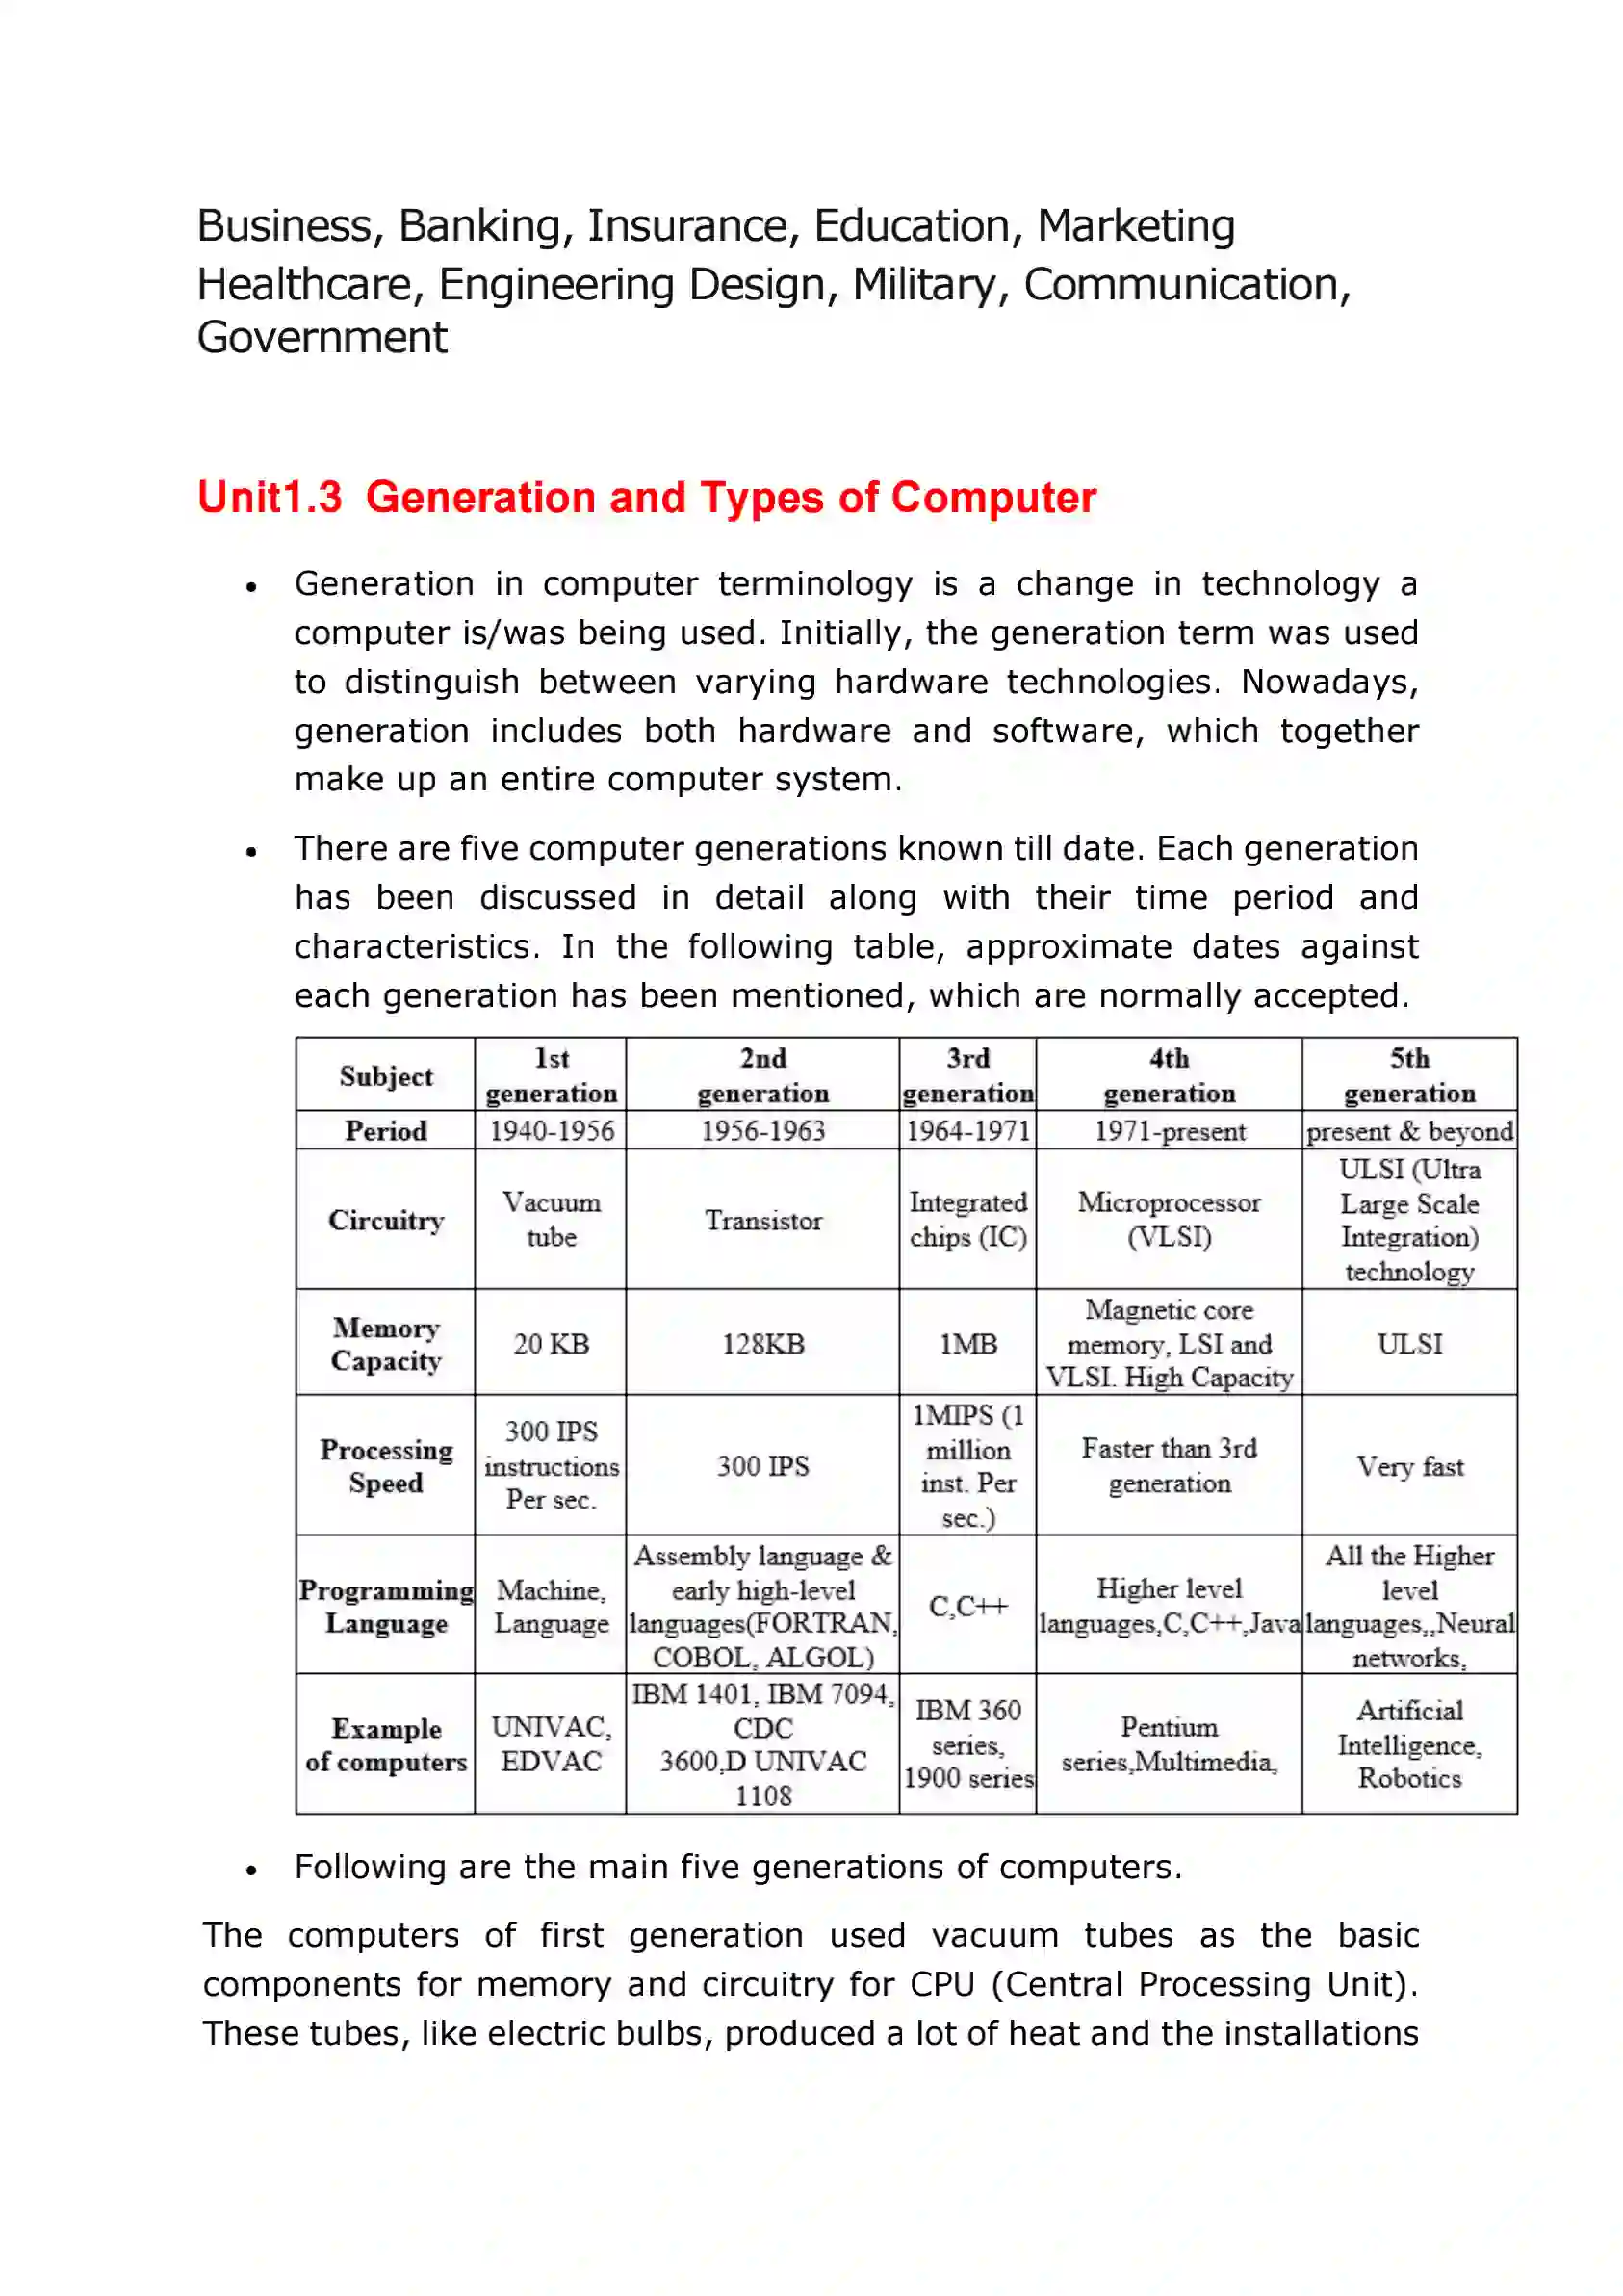 Business, Banking, Insurance, Education, Marketing
Healthcare, Engineering Design, Military, Communication,
Government
Unit1.3 Generation and Types of Computer
• Generation in computer terminology is a change in technology a
computer is/was being used. Initially, the generation term was used
to distinguish between varying hardware technologies. Nowadays,
generation includes both hardware and software, which together
make up an entire computer system.
• There are five computer generations known till date. Each generation
has been discussed in detail along with their time period and
characteristics. In the following table, approximate dates against
each generation has been mentioned, which are normally accepted.
Subject
1st
generation
2nd
generation
3rd
generation
4th
generation
5th
generation
Period
1940-1956
1956-1963
1964-1971
1971-present
present & beyond
Circuitry
Vacuum
tube
Transistor
Integrated
chips (IC)
Microprocessor
(VLSI)
ULSI (Ultra
Large Scale
Integration)
technology
Memory
Capacity
20 KB
128KB
1MB
Magnetic core
memory, LSI and
VLSI. High Capacity
ULSI
Processing
Speed
300 IPS
instructions
Per sec.
300 IPS
1MIPS (1
million
inst. Per
sec.)
Faster than 3rd
generation
Very fast
Programming
Language
Machine,
Language
Assembly language &
early high-level
languages(FORTRAN,
COBOL, ALGOL)
C,C++
Higher level
languages,C,C++,Java
All the Higher
level
languages,,Neural
networks,
Example
of computers
UNIVAC,
EDVAC
IBM 1401, IBM 7094,
CDC
3600,D UNIVAC
1108
IBM 360
series,
1900 series
Pentium
series,Multimedia,
Artificial
Intelligence,
Robotics
• Following are the main five generations of computers.
The computers of first generation used vacuum tubes as the basic
components for memory and circuitry for CPU (Central Processing Unit).
These tubes, like electric bulbs, produced a lot of heat and the installations